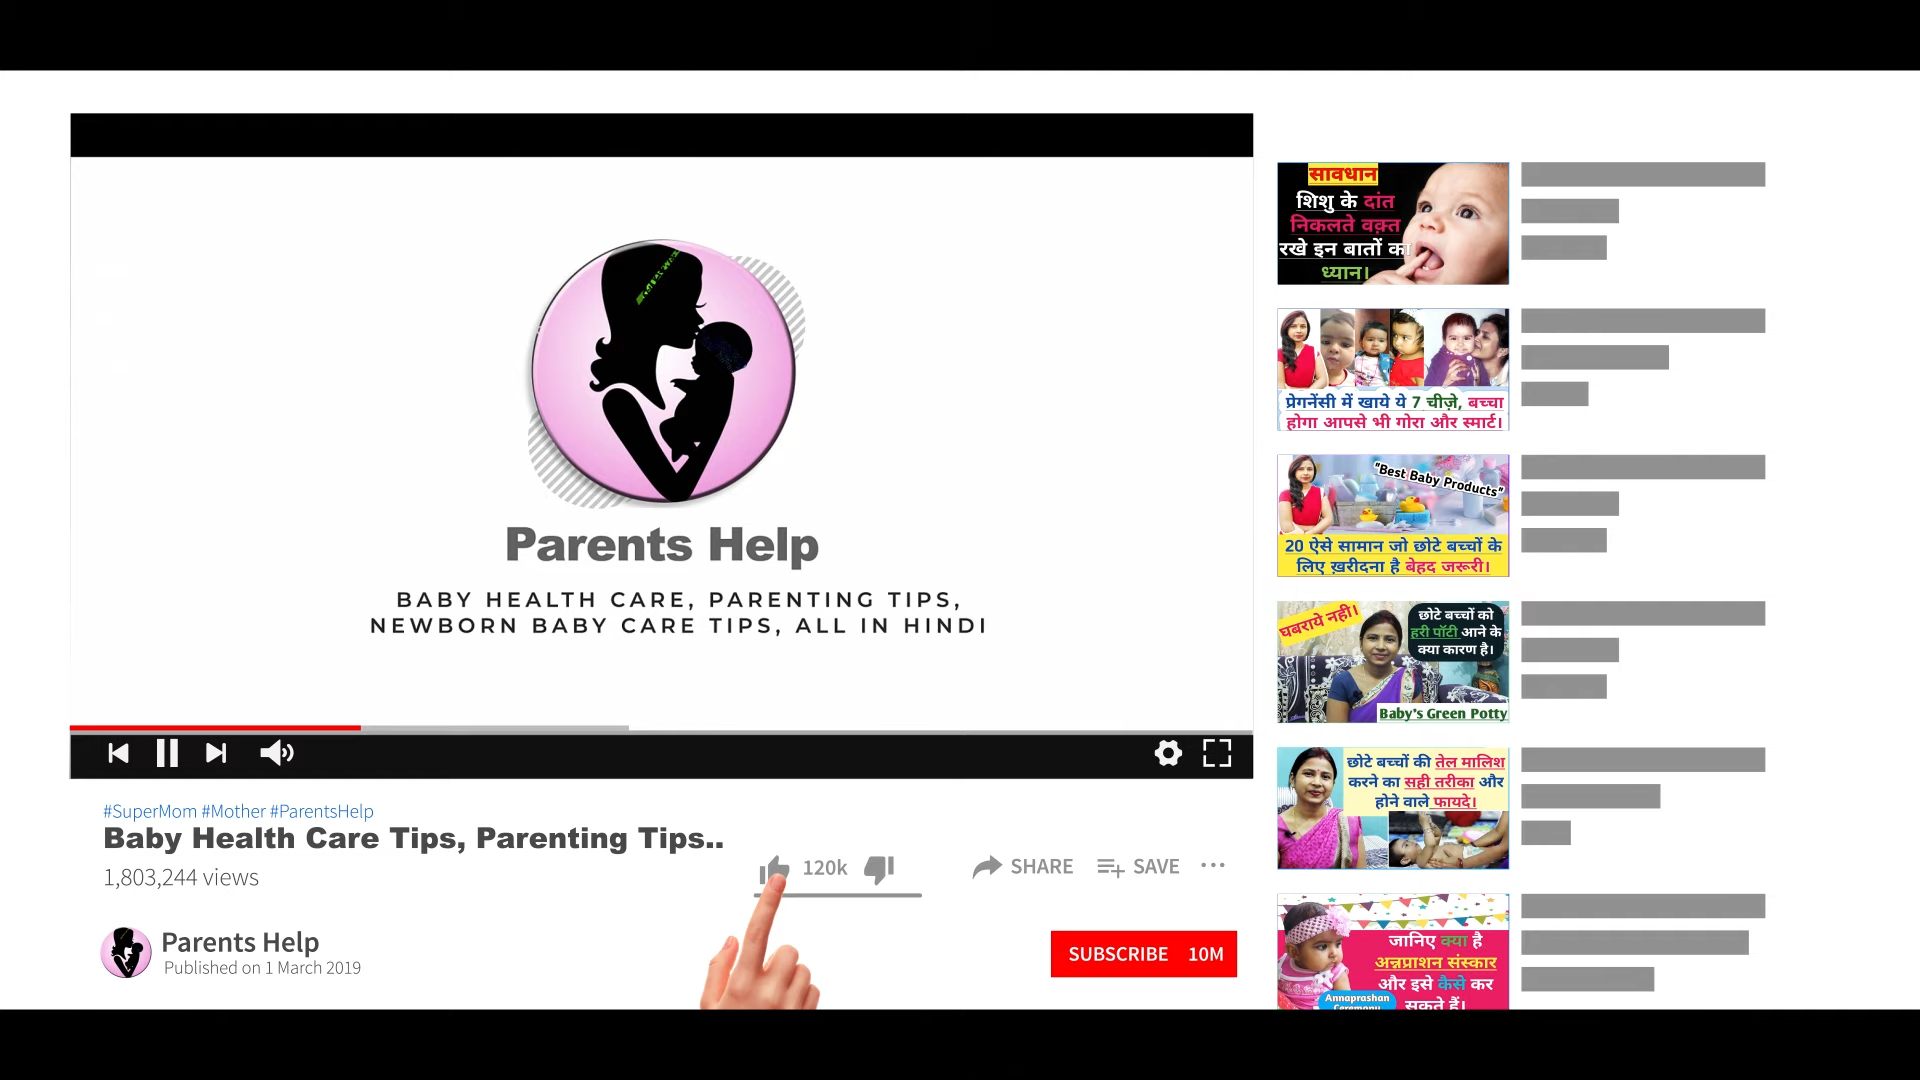 Parents Help
BABY HEALTH CARE, PARENTING TIPS,
NEWBORN BABY CARE TIPS, ALL IN HINDI
#SuperMom #Mother #ParentsHelp
Baby Health Care Tips, Parenting Tips..
1,803,244 views
120k
SHARE
SAVE
Parents Help
Published on 1 March 2019
SUBSCRIBE 10M
सावधान
शिशु के दांत
निकलते वक़्त
रखे इन बातों का
ध्यान।
प्रेगनेंसी में खाये ये 7 चीज़े, बच्चा
होगा आपसे भी गोरा और स्मार्ट।
"Best Baby Products"
20 ऐसे सामान जो छोटे बच्चों के
लिए ख़रीदना है बेहद जरूरी।
घबराये नही।
छोटे बच्चों को
हरी पॉटी आने के
क्या कारण है।
Baby's Green Potty
छोटे बच्चों की तेल मालिश
करने का सही तरीका और
होने वाले फायदे।
जानिए क्या है
अन्नप्राशन संस्कार
और इसे कैसे कर
सकते हैं।
Annaprashan
Ceremony